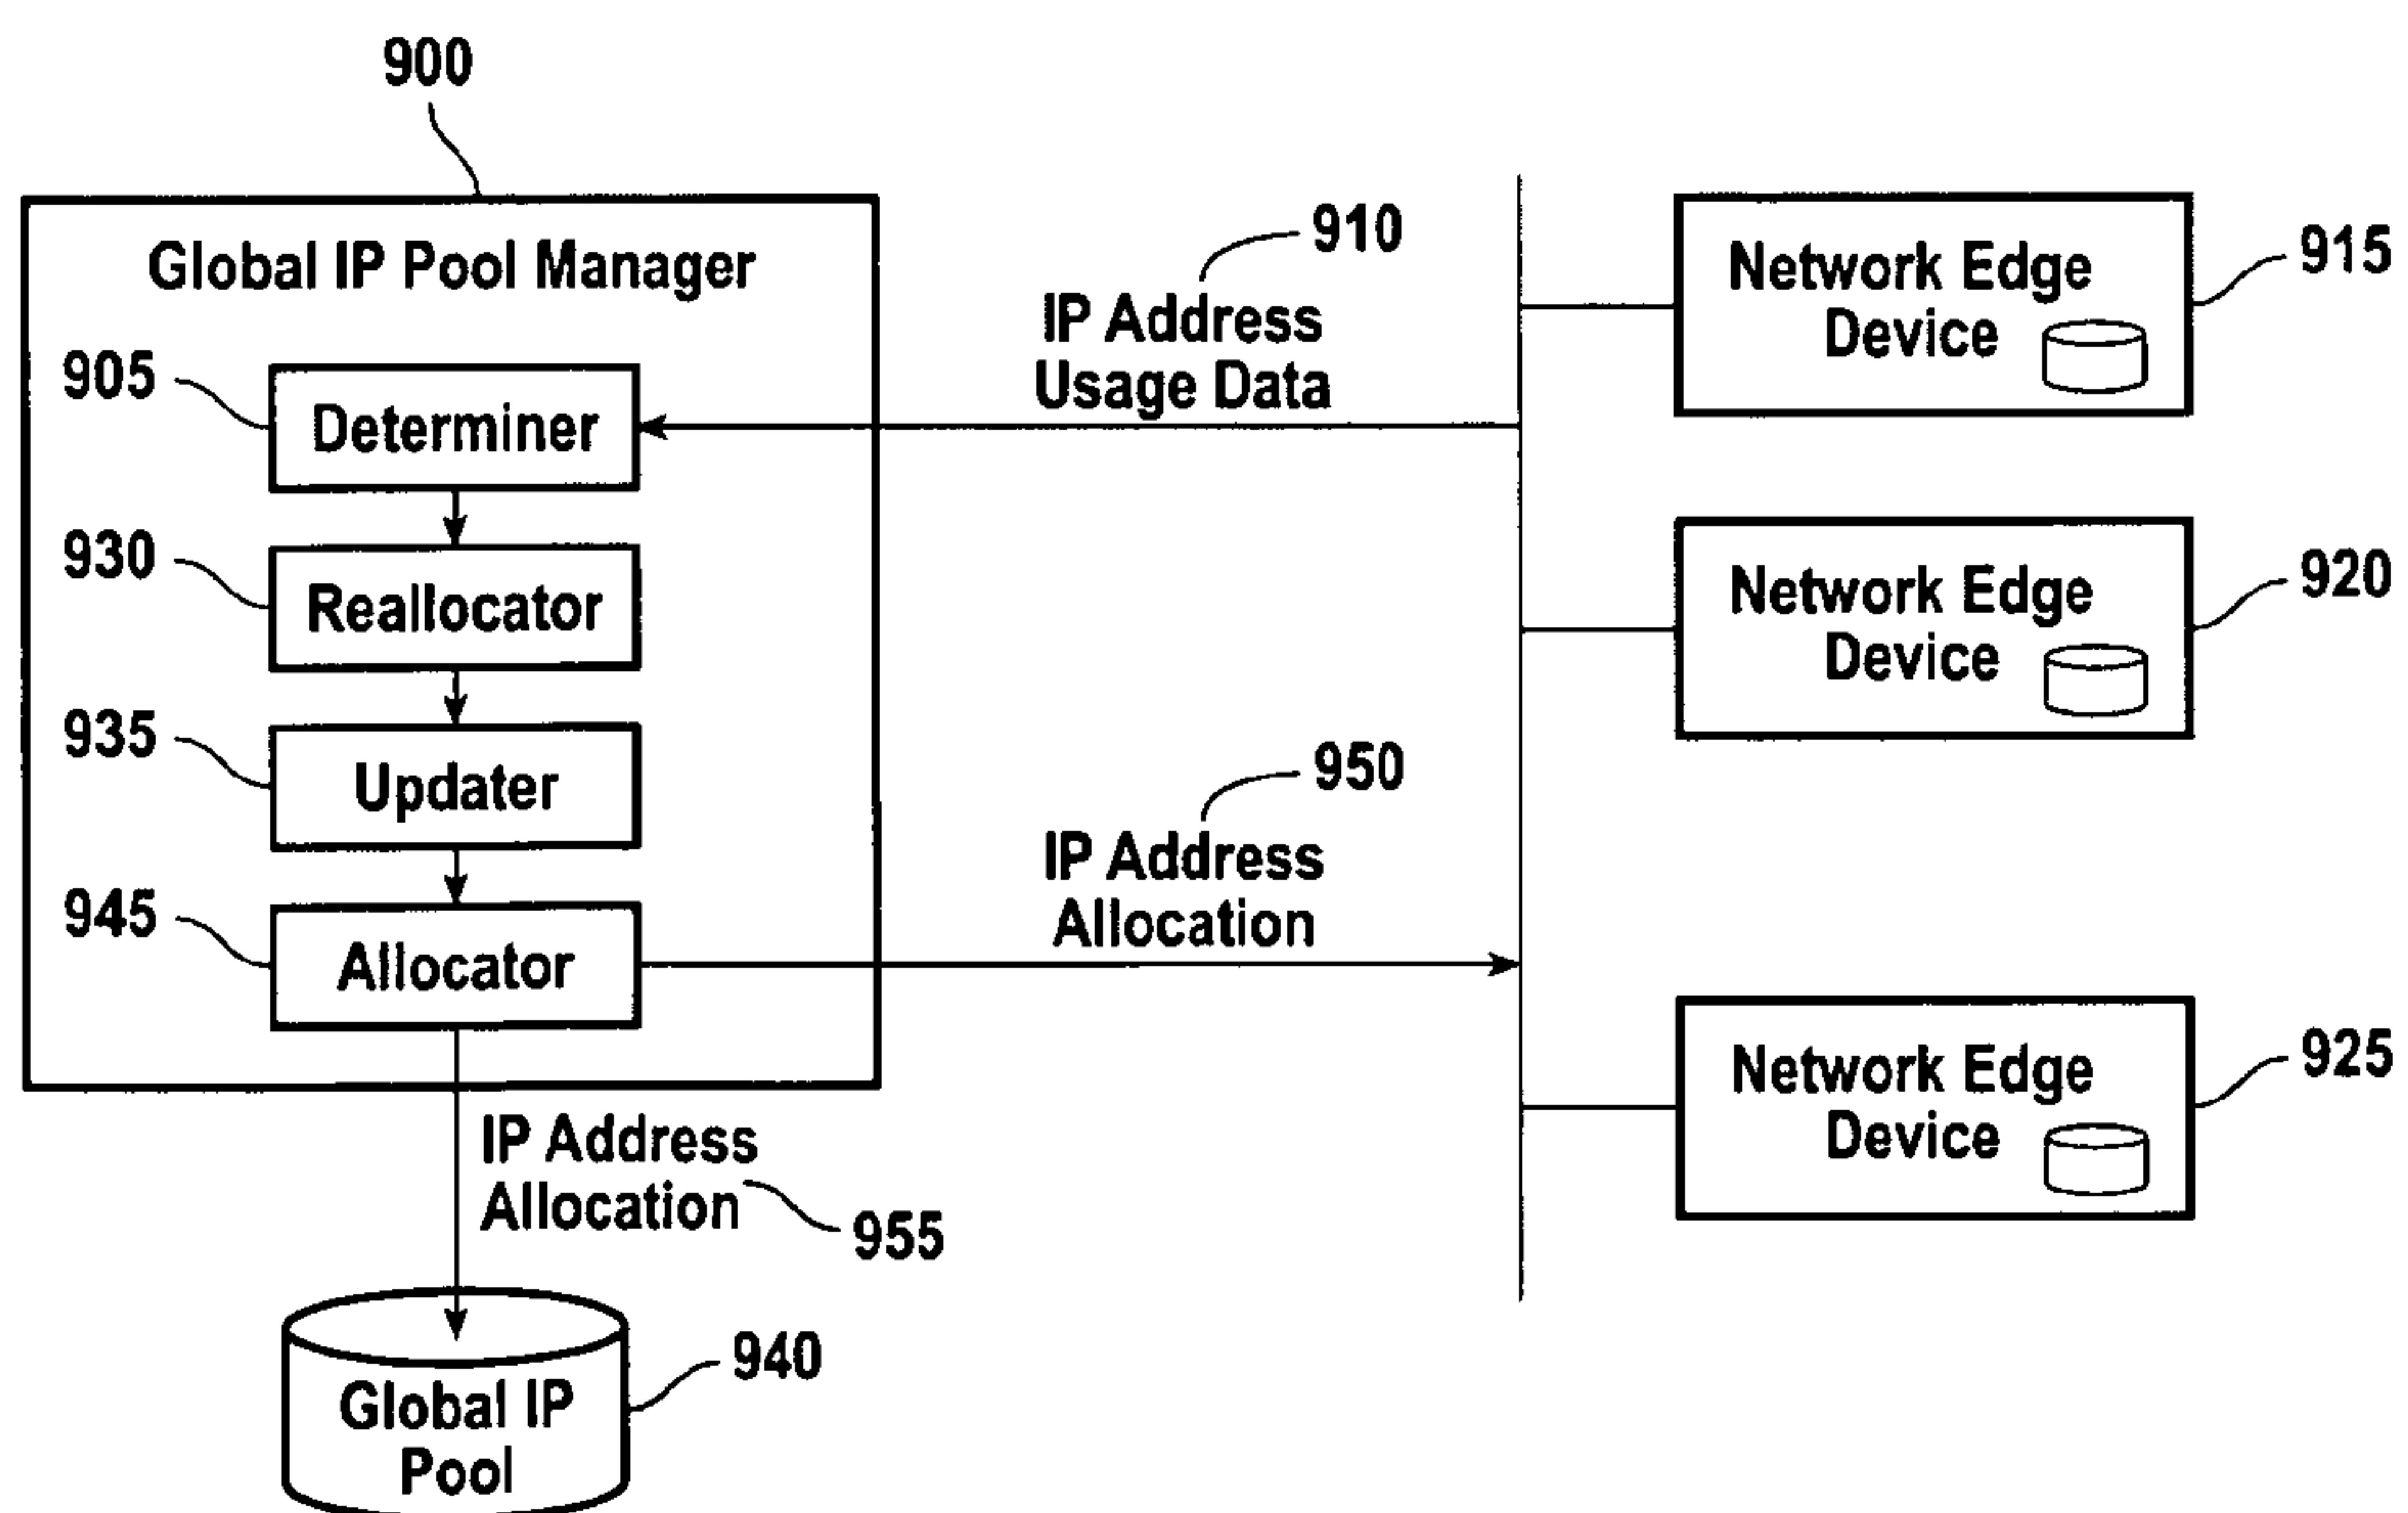 900
Global IP Pool Manager
905
Determiner
930
Reallocator
935
Updater
945
Allocator
910
IP Address
Usage Data
950
IP Address
Allocation
Network Edge
Device
915
Network Edge
Device
920
Network Edge
Device
925
IP Address
Allocation
955
Global IP
Pool
940